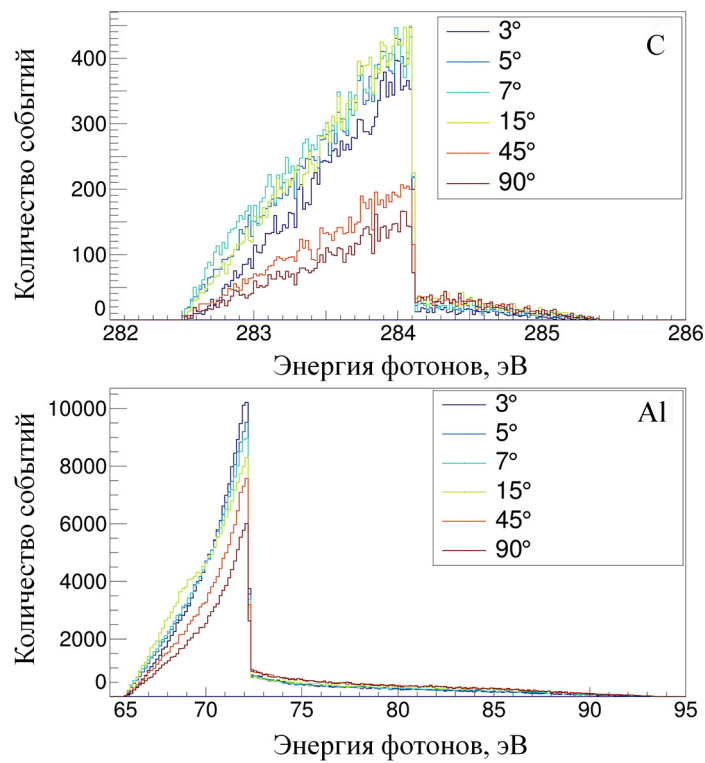 C
3°
5°
7°
15°
45°
90°
Количество событий
400
300
200
100
0
282 283 284 285 286
Энергия фотонов, эВ
Al
3°
5°
7°
15°
45°
90°
Количество событий
10000
8000
6000
4000
2000
0
65 70 75 80 85 90 95
Энергия фотонов, эВ